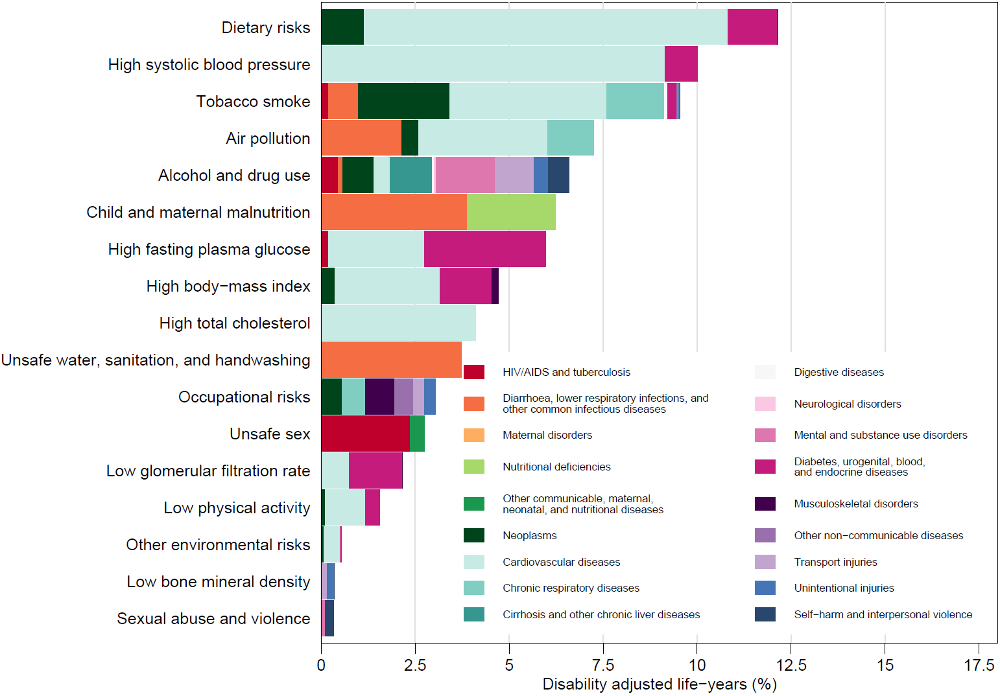 Dietary risks
High systolic blood pressure
Tobacco smoke
Air pollution
Alcohol and drug use
Child and maternal malnutrition
High fasting plasma glucose
High body−mass index
High total cholesterol
Unsafe water, sanitation, and handwashing
Occupational risks
Unsafe sex
Low glomerular filtration rate
Low physical activity
Other environmental risks
Low bone mineral density
Sexual abuse and violence
HIV/AIDS and tuberculosis
Diarrhoea, lower respiratory infections, and
other common infectious diseases
Maternal disorders
Nutritional deficiencies
Other communicable, maternal,
neonatal, and nutritional diseases
Neoplasms
Cardiovascular diseases
Chronic respiratory diseases
Cirrhosis and other chronic liver diseases
Digestive diseases
Neurological disorders
Mental and substance use disorders
Diabetes, urogenital, blood,
and endocrine diseases
Musculoskeletal disorders
Other non−communicable diseases
Transport injuries
Unintentional injuries
Self−harm and interpersonal violence
0 2.5 5 7.5 10 12.5 15 17.5
Disability adjusted life−years (%)